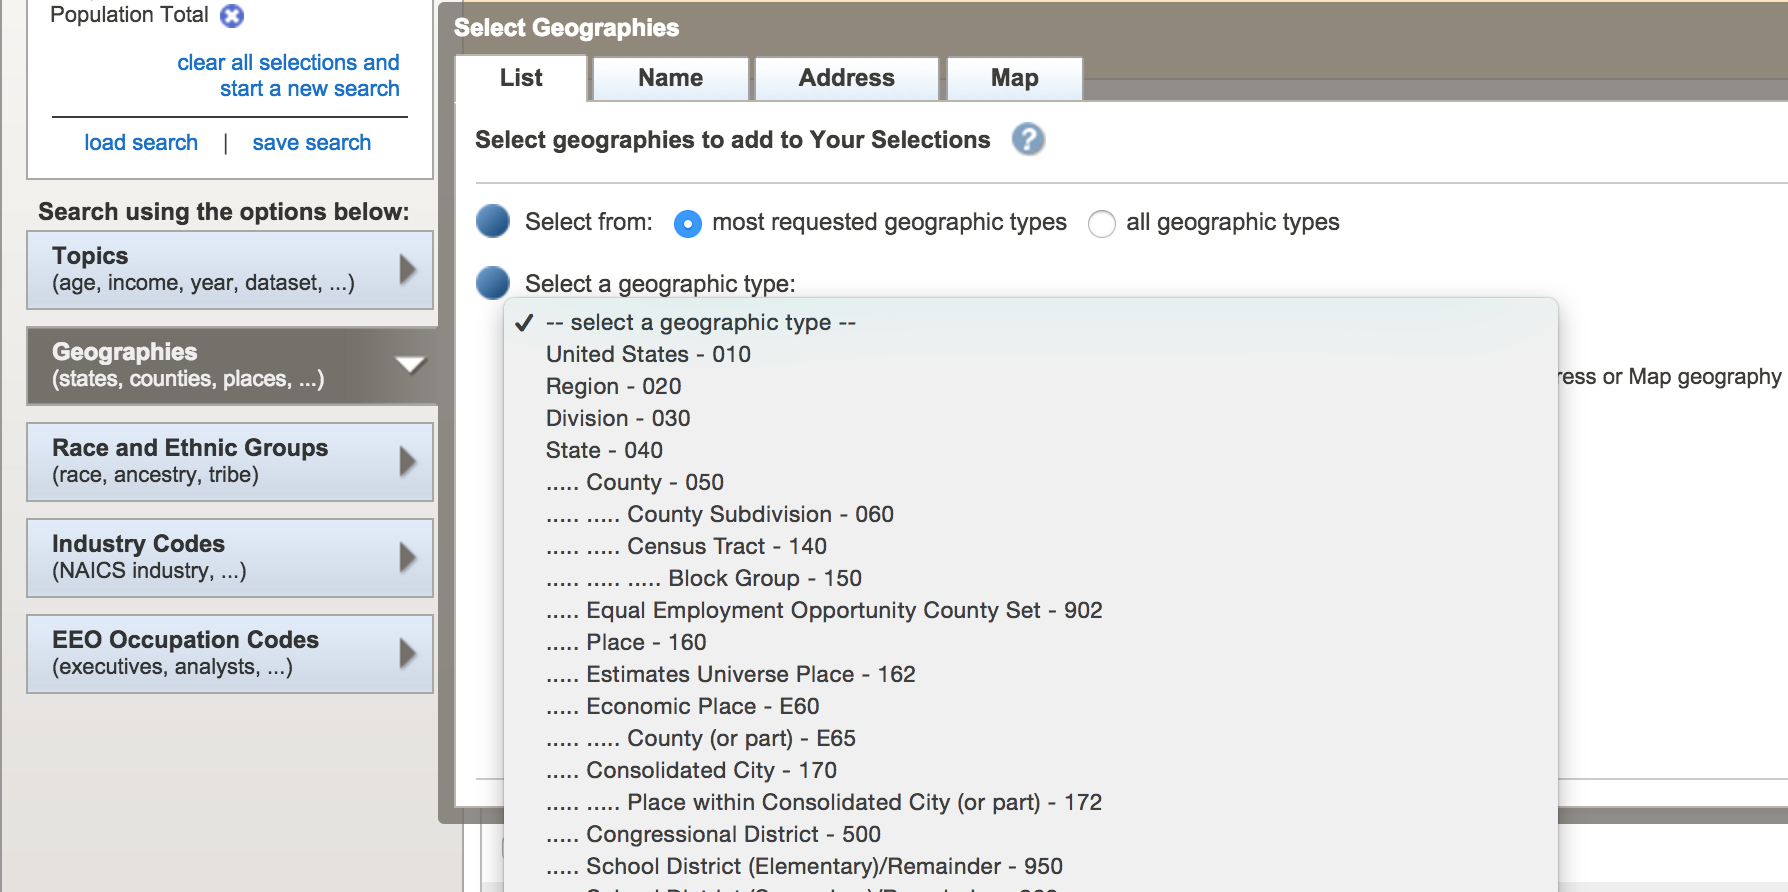 Population Total
clear all selections and
start a new search
load search | save search
Search using the options below:
Topics
(age, income, year, dataset, ...)
Geographies
(states, counties, places, ...)
Race and Ethnic Groups
(race, ancestry, tribe)
Industry Codes
(NAICS industry, ...)
EEO Occupation Codes
(executives, analysts, ...)
Select Geographies
List Name Address Map
Select geographies to add to Your Selections ?
Select from: most requested geographic types all geographic types
Select a geographic type:
✓ -- select a geographic type --
United States - 010
Region - 020
Division - 030
State - 040
..... County - 050
..... ..... County Subdivision - 060
..... ..... Census Tract - 140
..... ..... ..... Block Group - 150
..... Equal Employment Opportunity County Set - 902
..... Place - 160
..... Estimates Universe Place - 162
..... Economic Place - E60
..... ..... County (or part) - E65
..... Consolidated City - 170
..... ..... Place within Consolidated City (or part) - 172
..... Congressional District - 500
..... School District (Elementary)/Remainder - 950
ress or Map geography